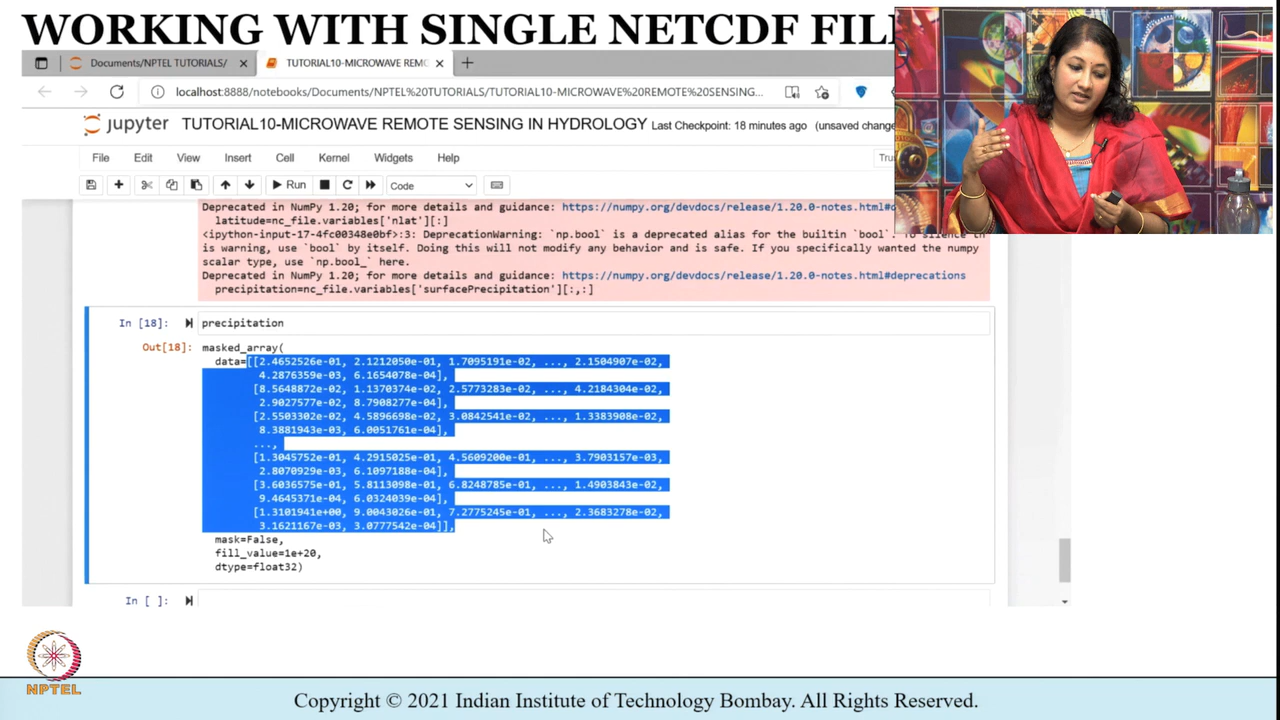 WORKING WITH SINGLE NETCDF FIL
Documents/NPTEL TUTORIALS/
TUTORIAL10-MICROWAVE REMO
localhost:8888/notebooks/Documents/NPTEL%20TUTORIALS/TUTORIAL10-MICROWAVE%20REMOTE%20SENSING...
jupyter TUTORIAL10-MICROWAVE REMOTE SENSING IN HYDROLOGY Last Checkpoint: 18 minutes ago (unsaved change
File Edit View Insert Cell Kernel Widgets Help Tru
Run Code
Deprecated in NumPy 1.20; for more details and guidance: https://numpy.org/devdocs/release/1.20.0-notes.html#d
latitude=nc_file.variables['nlat'][:]
<ipython-input-17-4fc00348e0bf>:3: DeprecationWarning: `np.bool` is a deprecated alias for the builtin `bool`. To silence th
is warning, use `bool` by itself. Doing this will not modify any behavior and is safe. If you specifically wanted the numpy
scalar type, use `np.bool_` here.
Deprecated in NumPy 1.20; for more details and guidance: https://numpy.org/devdocs/release/1.20.0-notes.html#deprecations
precipitation=nc_file.variables['surfacePrecipitation'][:,:]
In [18]: precipitation
Out[18]: masked_array(
data=[[2.4652526e-01, 2.1212050e-01, 1.7095191e-02, ..., 2.1504907e-02,
4.2876359e-03, 6.1654078e-04],
[8.5648872e-02, 1.1370374e-02, 2.5773283e-02, ..., 4.2184304e-02,
2.9027577e-02, 8.7908277e-04],
[2.5503302e-02, 4.5896698e-02, 3.0842541e-02, ..., 1.3383908e-02,
8.3881943e-03, 6.0051761e-04],
...,
[1.3045752e-01, 4.2915025e-01, 4.5609200e-01, ..., 3.7903157e-03,
2.8070929e-03, 6.1097188e-04],
[3.6036575e-01, 5.8113098e-01, 6.8248785e-01, ..., 1.4903843e-02,
9.4645371e-04, 6.0324039e-04],
[1.3101941e+00, 9.0043026e-01, 7.2775245e-01, ..., 2.3683278e-02,
3.1621167e-03, 3.0777542e-04]],
mask=False,
fill_value=1e+20,
dtype=float32)
In [ ]:
NPTEL
Copyright © 2021 Indian Institute of Technology Bombay. All Rights Reserved.